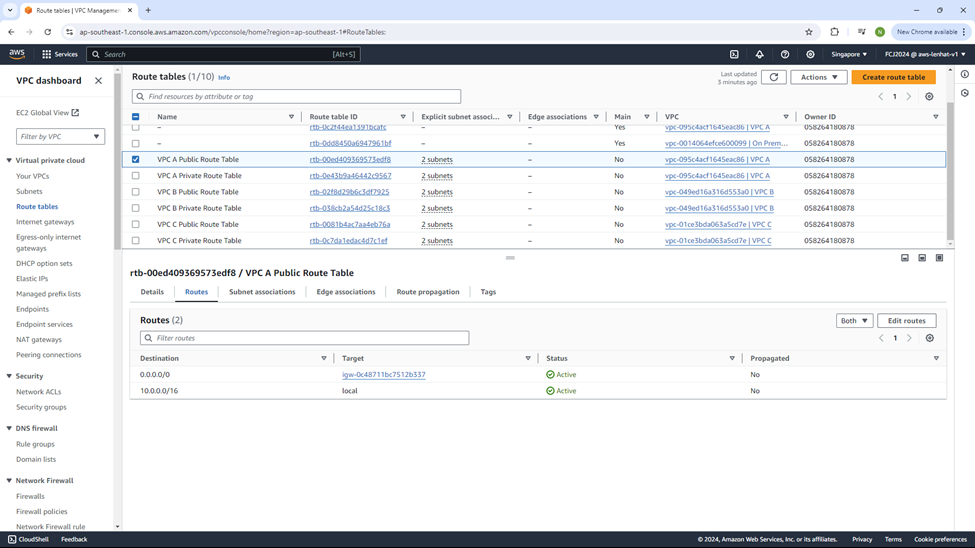 Route tables | VPC Managemen
ap-southeast-1.console.aws.amazon.com/vpcconsole/home?region=ap-southeast-1#RouteTables:
New Chrome available
aws
Services
Search
[Alt+S]
Singapore
FCJ2024 @ aws-lenhat-v1
VPC dashboard
EC2 Global View
Filter by VPC
Virtual private cloud
Your VPCs
Subnets
Route tables
Internet gateways
Egress-only internet
gateways
DHCP option sets
Elastic IPs
Managed prefix lists
Endpoints
Endpoint services
NAT gateways
Peering connections
Security
Network ACLs
Security groups
DNS firewall
Rule groups
Domain lists
Network Firewall
Firewalls
Firewall policies
Network Firewall rule
Route tables (1/10) Info
Last updated
3 minutes ago
Actions
Create route table
Find resources by attribute or tag
1
Name Route table ID Explicit subnet associ... Edge associations Main VPC Owner ID
– rtb-0c2f44ea1391bcafc – – Yes vpc-095c4acf1645eac86 | VPC A 058264180878
– rtb-0dd8450a6947961bf – – Yes vpc-0014064efce600099 | On Prem... 058264180878
VPC A Public Route Table rtb-00ed409369573edf8 2 subnets – No vpc-095c4acf1645eac86 | VPC A 058264180878
VPC A Private Route Table rtb-0e43b9a46442c9567 2 subnets – No vpc-095c4acf1645eac86 | VPC A 058264180878
VPC B Public Route Table rtb-02f8d29b6c3df7925 2 subnets – No vpc-049ed16a316d553a0 | VPC B 058264180878
VPC B Private Route Table rtb-038cb2a54d25c18c3 2 subnets – No vpc-049ed16a316d553a0 | VPC B 058264180878
VPC C Public Route Table rtb-0081b4ac7aa4eb76a 2 subnets – No vpc-01ce3bda063a5cd7e | VPC C 058264180878
VPC C Private Route Table rtb-0c7da1edac4d7c1ef 2 subnets – No vpc-01ce3bda063a5cd7e | VPC C 058264180878
rtb-00ed409369573edf8 / VPC A Public Route Table
Details Routes Subnet associations Edge associations Route propagation Tags
Routes (2)
Both
Edit routes
Filter routes
1
Destination Target Status Propagated
0.0.0.0/0 igw-0c48711bc7512b337 Active No
10.0.0.0/16 local Active No
CloudShell Feedback
© 2024, Amazon Web Services, Inc. or its affiliates. Privacy Terms Cookie preferences